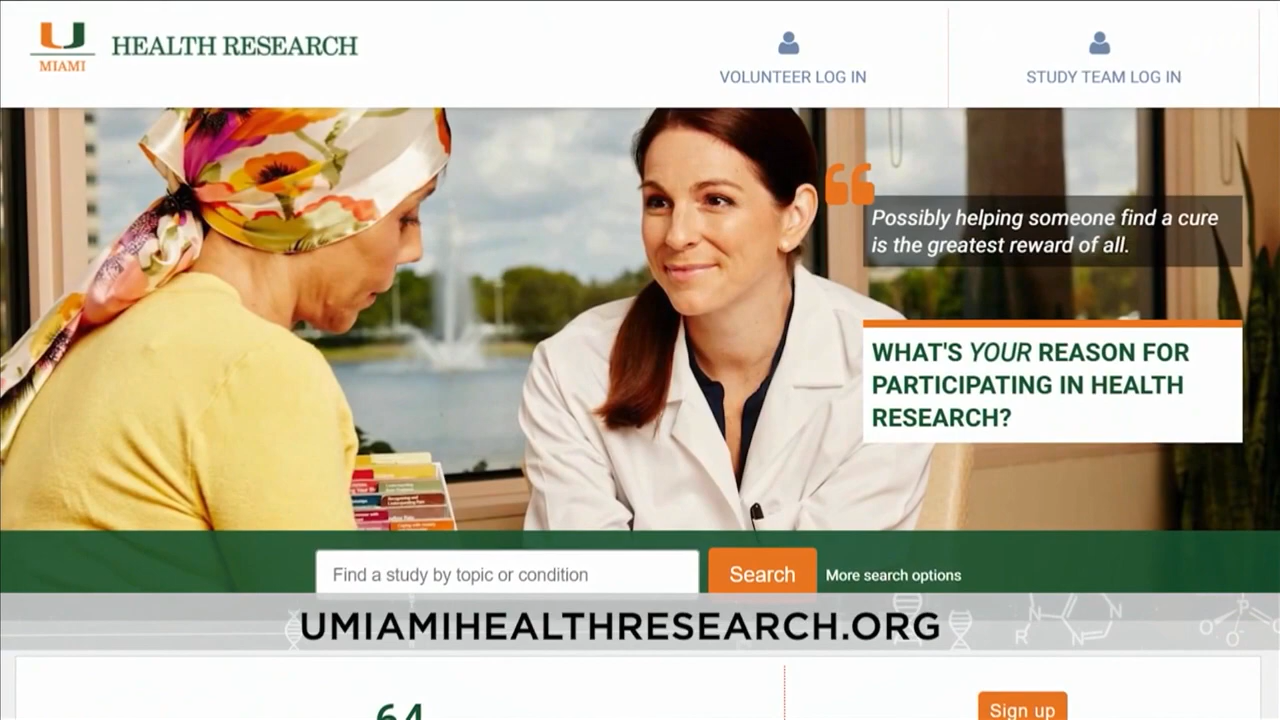 MIAMI
HEALTH RESEARCH
VOLUNTEER LOG IN
STUDY TEAM LOG IN
“
Possibly helping someone find a cure
is the greatest reward of all.
WHAT'S YOUR REASON FOR
PARTICIPATING IN HEALTH
RESEARCH?
Find a study by topic or condition
Search
More search options
UMIAMIHEALTHRESEARCH.ORG
64
Sign up